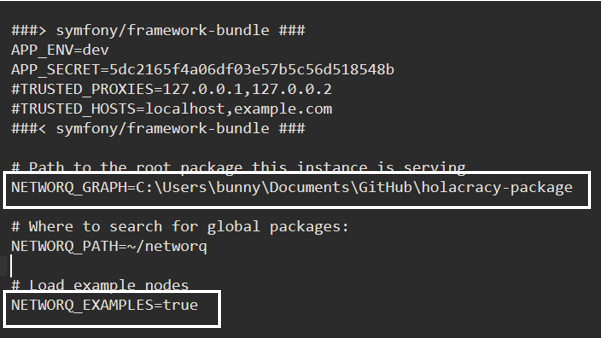 ###> symfony/framework-bundle ###
APP_ENV=dev
APP_SECRET=5dc2165f4a06df03e57b5c56d518548b
#TRUSTED_PROXIES=127.0.0.1,127.0.0.2
#TRUSTED_HOSTS=localhost,example.com
###< symfony/framework-bundle ###
# Path to the root package this instance is serving
NETWORQ_GRAPH=C:\Users\bunny\Documents\GitHub\holacracy-package
# Where to search for global packages:
NETWORQ_PATH=~/networq
# Load example nodes
NETWORQ_EXAMPLES=true